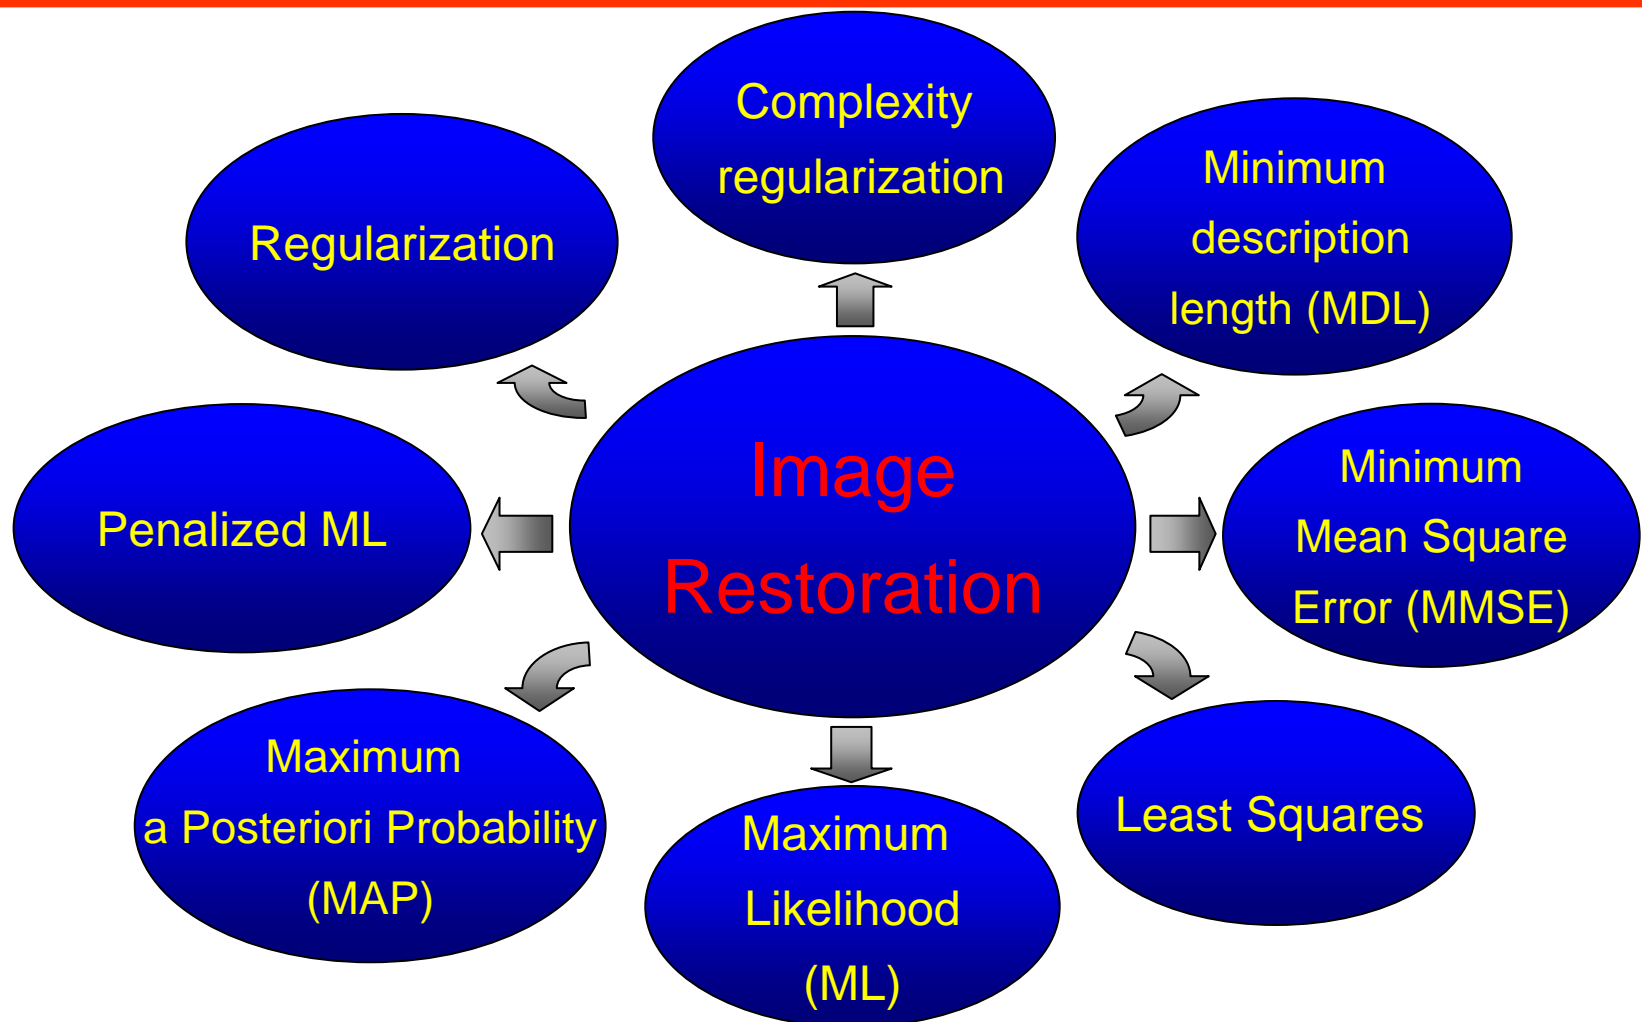 Complexity
regularization
Regularization
Minimum
description
length (MDL)
Penalized ML
Image
Restoration
Minimum
Mean Square
Error (MMSE)
Maximum
a Posteriori Probability
(MAP)
Maximum
Likelihood
(ML)
Least Squares